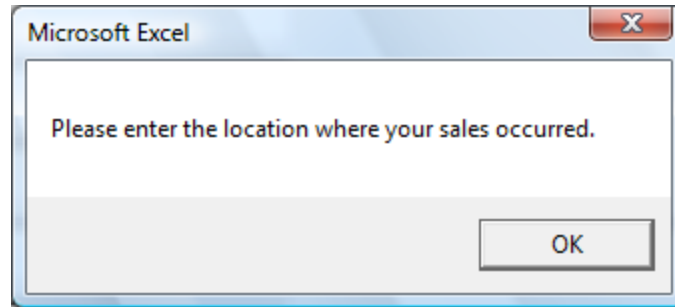 Microsoft Excel
Please enter the location where your sales occurred.
OK